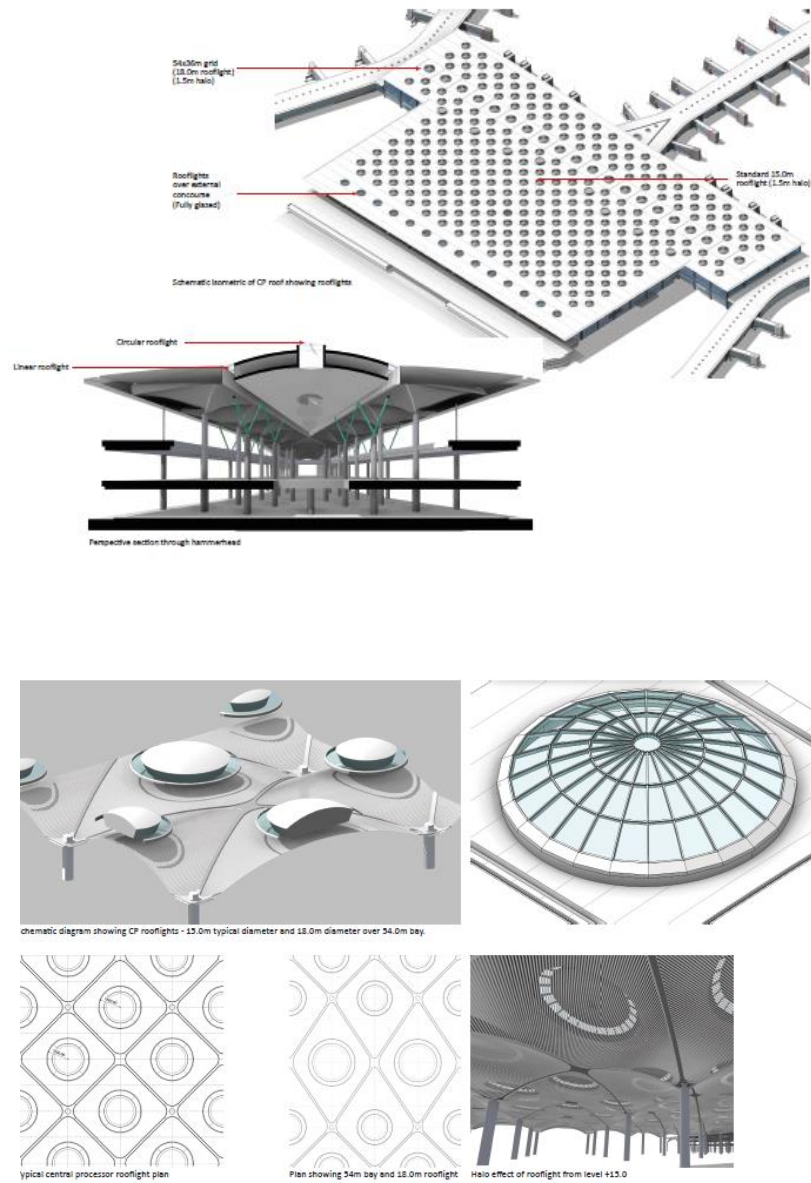 54x36m grid
(18.0m rooflight)
(1.5m halo)
Rooflights
over external
concourse
(Fully glazed)
Standard 15.0m
rooflight (1.5m halo)
Schematic isometric of CP roof showing rooflights
Circular rooflight
Linear rooflight
Perspective section through hammerhead
chematic diagram showing CP rooflights - 15.0m typical diameter and 18.0m diameter over 54.0m bay.
ypical central processor rooflight plan
Plan showing 54m bay and 18.0m rooflight
Halo effect of rooflight from level +15.0